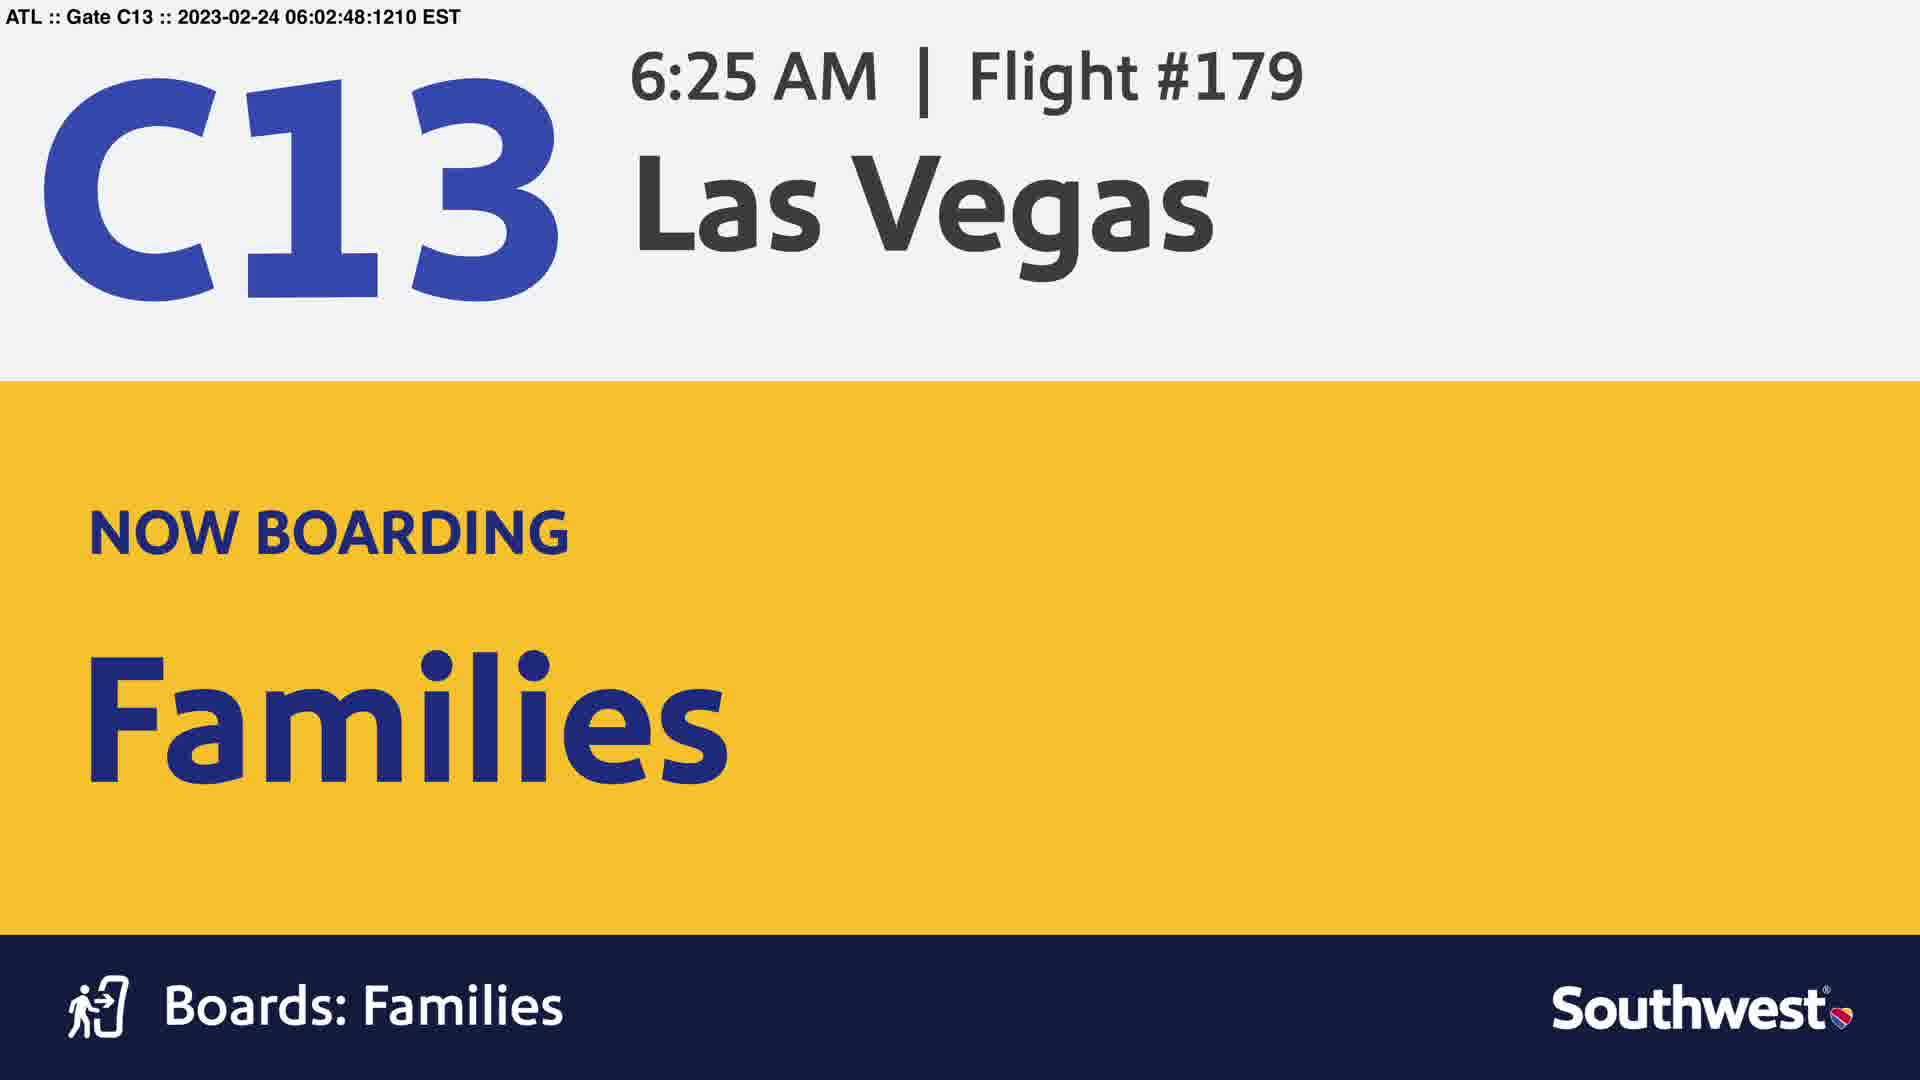 ATL :: Gate C13 :: 2023-02-24 06:02:48:1210 EST
C13
6:25 AM | Flight #179
Las Vegas
NOW BOARDING
Families
Boards: Families
Southwest®